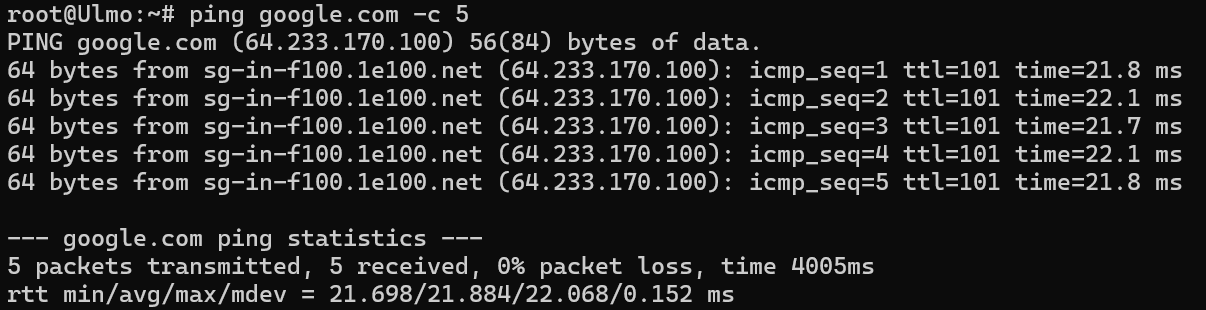 root@Ulmo:~# ping google.com -c 5
PING google.com (64.233.170.100) 56(84) bytes of data.
64 bytes from sg-in-f100.1e100.net (64.233.170.100): icmp_seq=1 ttl=101 time=21.8 ms
64 bytes from sg-in-f100.1e100.net (64.233.170.100): icmp_seq=2 ttl=101 time=22.1 ms
64 bytes from sg-in-f100.1e100.net (64.233.170.100): icmp_seq=3 ttl=101 time=21.7 ms
64 bytes from sg-in-f100.1e100.net (64.233.170.100): icmp_seq=4 ttl=101 time=22.1 ms
64 bytes from sg-in-f100.1e100.net (64.233.170.100): icmp_seq=5 ttl=101 time=21.8 ms

--- google.com ping statistics ---
5 packets transmitted, 5 received, 0% packet loss, time 4005ms
rtt min/avg/max/mdev = 21.698/21.884/22.068/0.152 ms